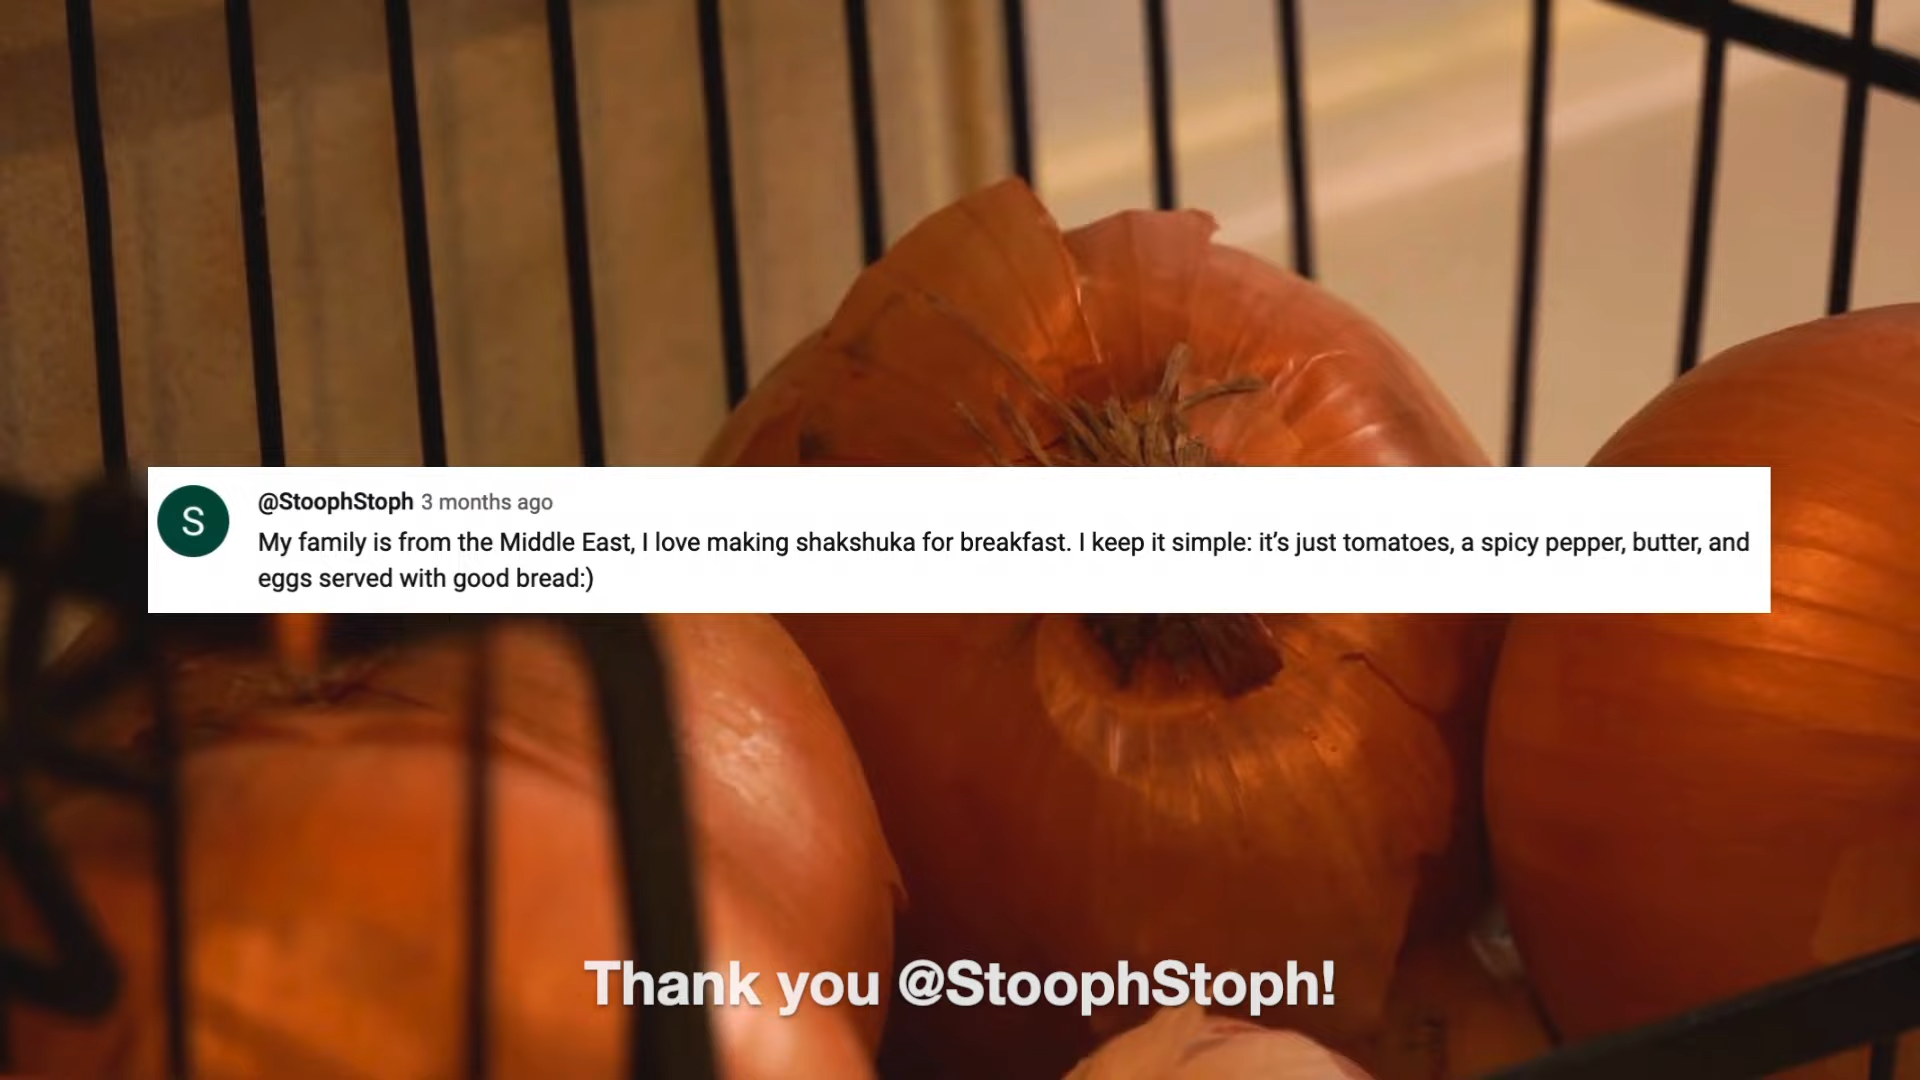 S
@StoophStoph 3 months ago
My family is from the Middle East, I love making shakshuka for breakfast. I keep it simple: it’s just tomatoes, a spicy pepper, butter, and
eggs served with good bread:)
Thank you @StoophStoph!